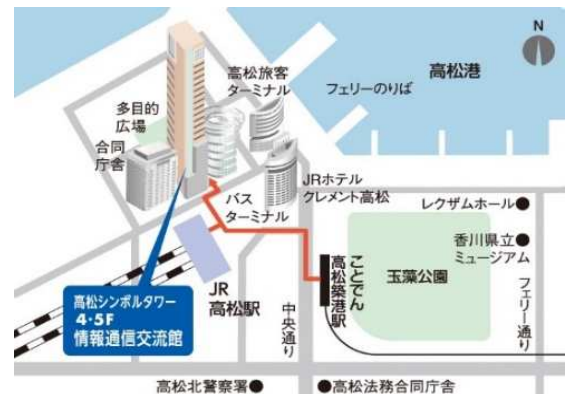 N
高松港
高松旅客
ターミナル
フェリーのりば
多目的
広場
合同
庁舎
JRホテル
クレメント高松
バス
ターミナル
レクザムホール
香川県立
ミュージアム
玉藻公園
ことでん
高松築港駅
JR
高松駅
中央通り
フェリー通り
高松シンボルタワー
4・5F
情報通信交流館
高松北警察署
高松法務合同庁舎